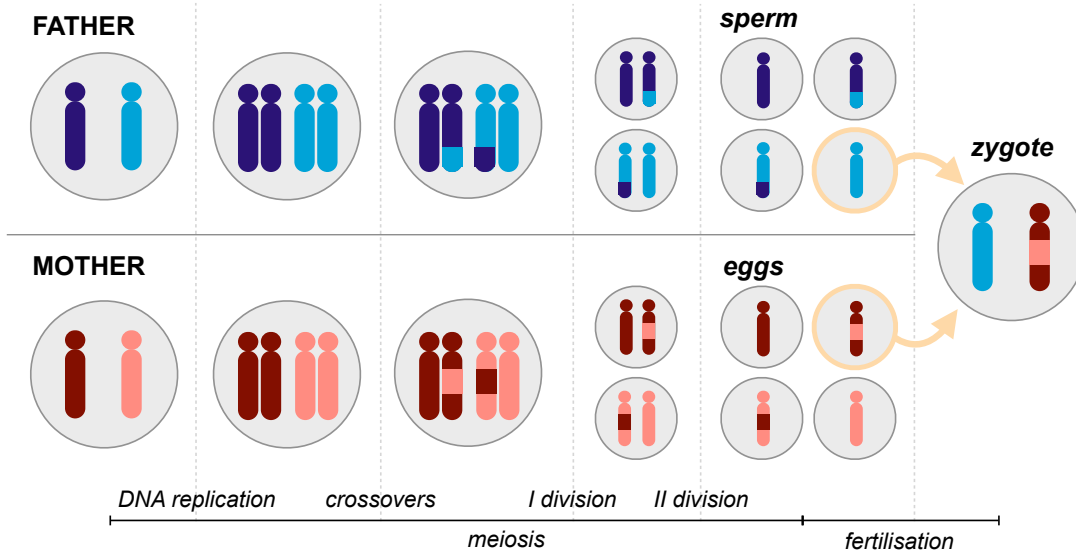 FATHER
sperm
zygote
MOTHER
eggs
DNA replication
crossovers
I division
II division
meiosis
fertilisation